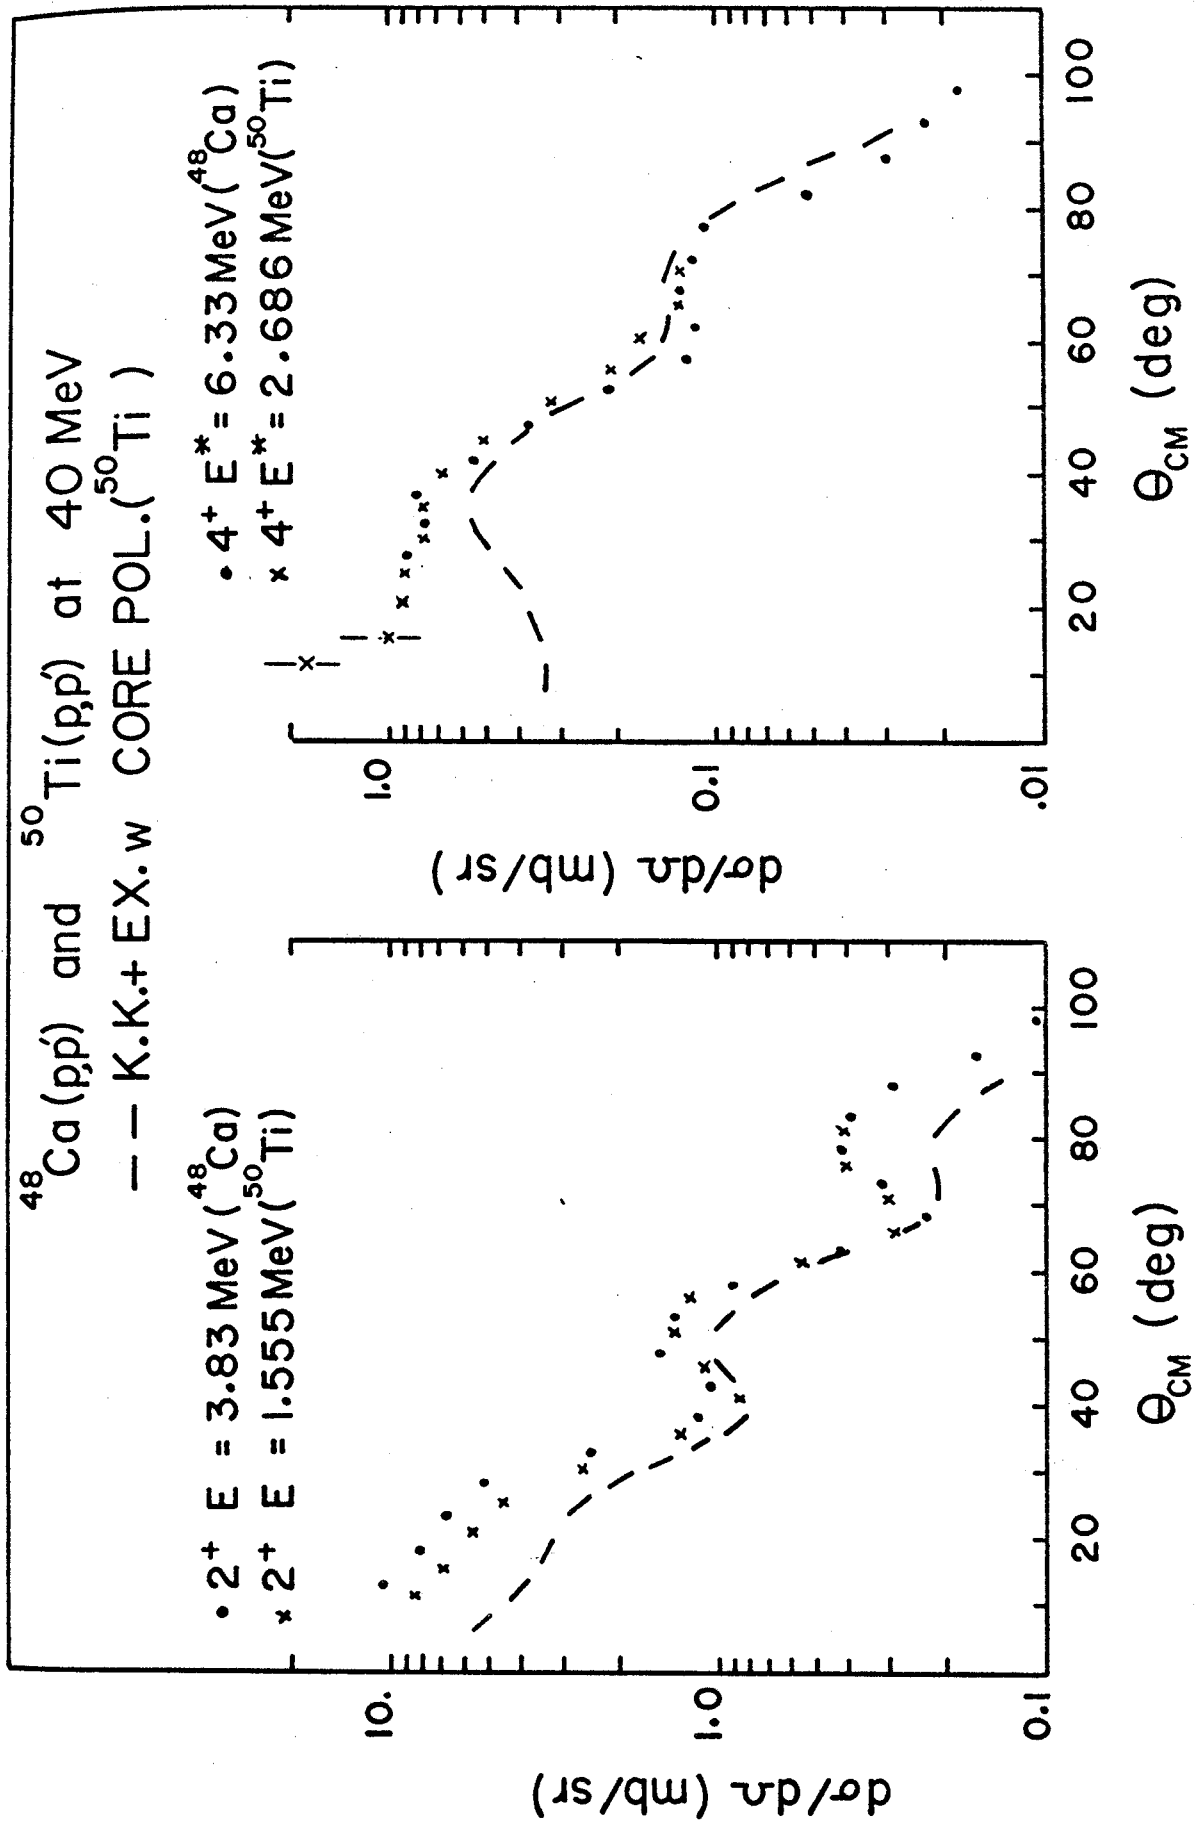 ⁴⁸Ca (p,p′) and ⁵⁰Ti (p,p′) at 40 MeV
— — K.K.+ EX. w CORE POL.(⁵⁰Ti )
• 2⁺ E = 3.83 MeV (⁴⁸Ca)
x 2⁺ E = 1.555 MeV (⁵⁰Ti)
10.
1.0
0.1
dσ/dΩ (mb/sr)
20 40 60 80 100
θCM (deg)
• 4⁺ E* = 6.33 MeV (⁴⁸Ca)
x 4⁺ E* = 2.686 MeV (⁵⁰Ti)
1.0
0.1
.01
dσ/dΩ (mb/sr)
20 40 60 80 100
θCM (deg)